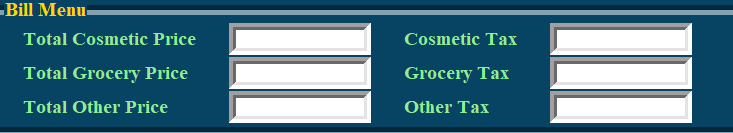 Bill Menu
Total Cosmetic Price Cosmetic Tax
Total Grocery Price Grocery Tax
Total Other Price Other Tax